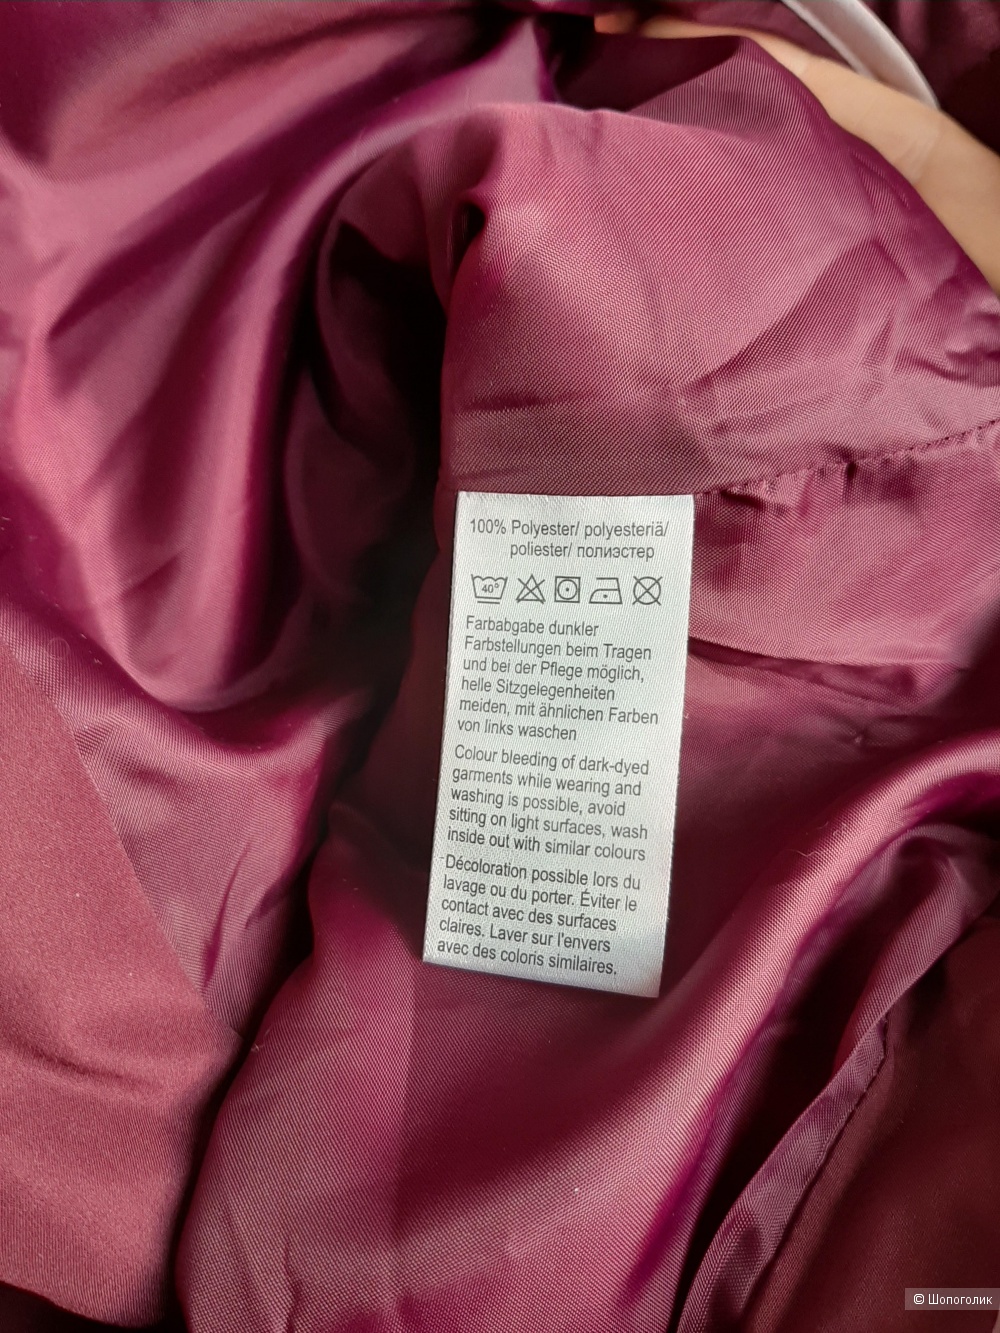 100% Polyester/ polyesteriä/
poliester/ полиэстер
40°
Farbabgabe dunkler
Farbstellungen beim Tragen
und bei der Pflege möglich,
helle Sitzgelegenheiten
meiden, mit ähnlichen Farben
von links waschen
Colour bleeding of dark-dyed
garments while wearing and
washing is possible, avoid
sitting on light surfaces, wash
inside out with similar colours
Décoloration possible lors du
lavage ou du porter. Éviter le
contact avec des surfaces
claires. Laver sur l'envers
avec des coloris similaires.
© Шопоголик